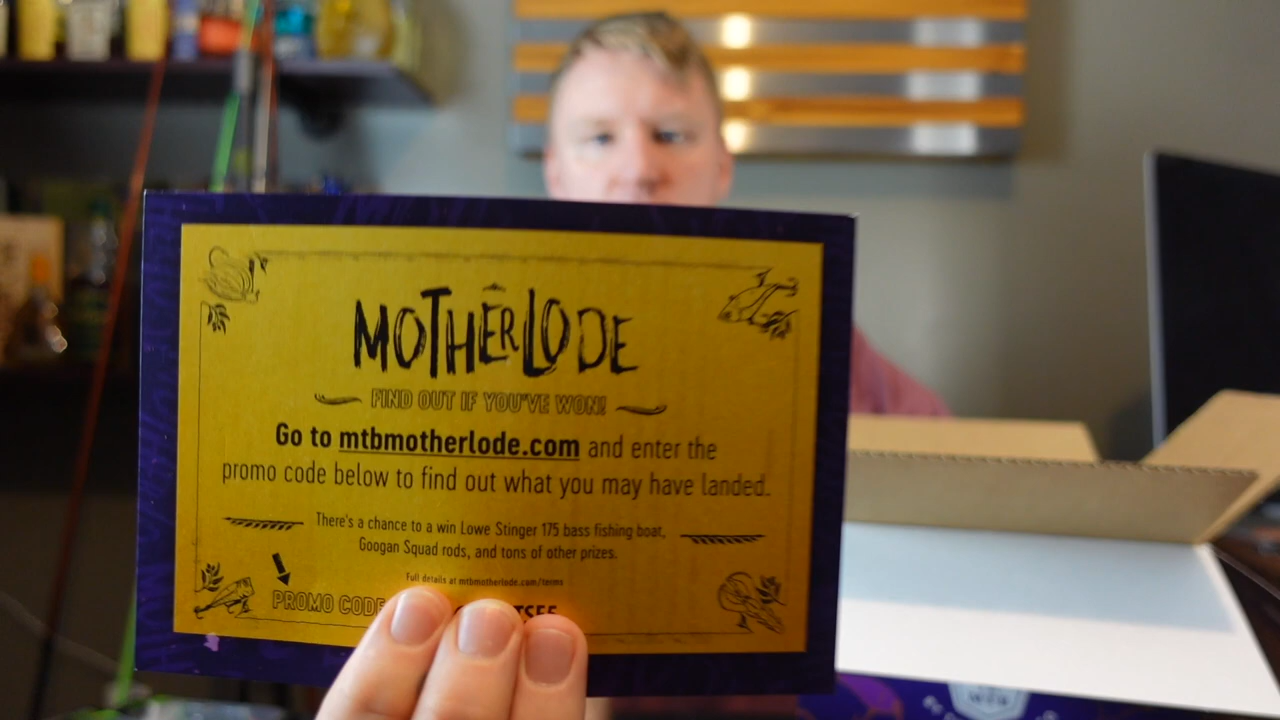 MOTHERLODE
FIND OUT IF YOU'VE WON!
Go to mtbmotherlode.com and enter the
promo code below to find out what you may have landed.
There's a chance to a win Lowe Stinger 175 bass fishing boat,
Googan Squad rods, and tons of other prizes.
Full details at mtbmotherlode.com/terms
PROMO CODE